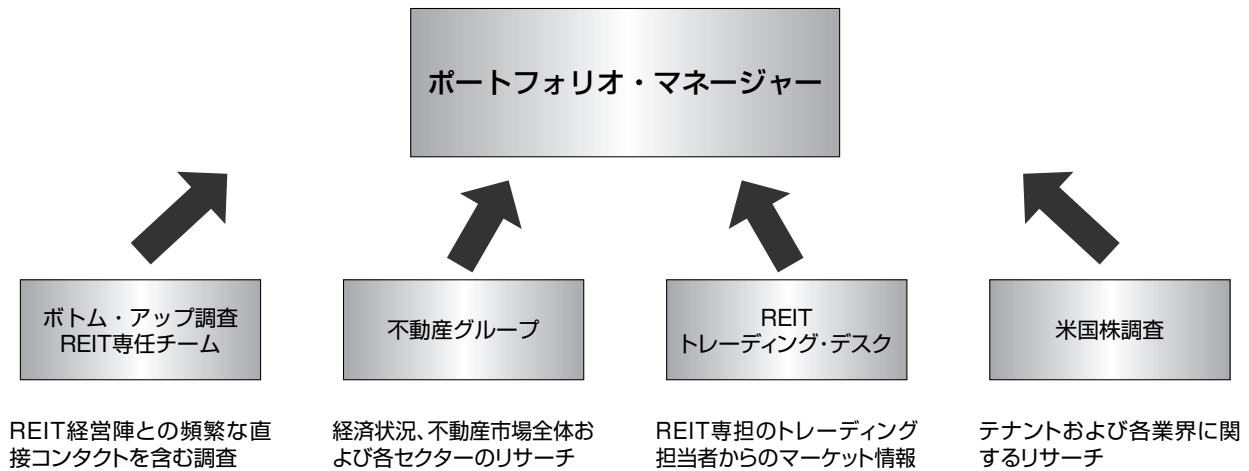 ポートフォリオ・マネージャー
ボトム・アップ調査
REIT専任チーム
不動産グループ
REIT
トレーディング・デスク
米国株調査
REIT経営陣との頻繁な直
接コンタクトを含む調査
経済状況、不動産市場全体お
よび各セクターのリサーチ
REIT専担のトレーディング
担当者からのマーケット情報
テナントおよび各業界に関
するリサーチ